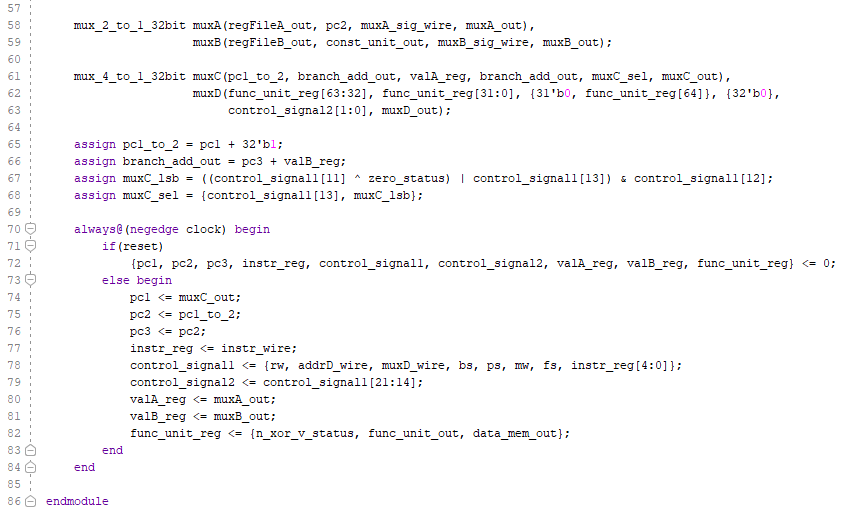 57
58 mux_2_to_1_32bit muxA(regFileA_out, pc2, muxA_sig_wire, muxA_out),
59 muxB(regFileB_out, const_unit_out, muxB_sig_wire, muxB_out);
60
61 mux_4_to_1_32bit muxC(pc1_to_2, branch_add_out, valA_reg, branch_add_out, muxC_sel, muxC_out),
62 muxD(func_unit_reg[63:32], func_unit_reg[31:0], {31'b0, func_unit_reg[64]}, {32'b0},
63 control_signal2[1:0], muxD_out);
64
65 assign pc1_to_2 = pc1 + 32'b1;
66 assign branch_add_out = pc3 + valB_reg;
67 assign muxC_lsb = ((control_signal1[11] ^ zero_status) | control_signal1[13]) & control_signal1[12];
68 assign muxC_sel = {control_signal1[13], muxC_lsb};
69
70 always@(negedge clock) begin
71 if(reset)
72 {pc1, pc2, pc3, instr_reg, control_signal1, control_signal2, valA_reg, valB_reg, func_unit_reg} <= 0;
73 else begin
74 pc1 <= muxC_out;
75 pc2 <= pc1_to_2;
76 pc3 <= pc2;
77 instr_reg <= instr_wire;
78 control_signal1 <= {rw, addrD_wire, muxD_wire, bs, ps, mw, fs, instr_reg[4:0]};
79 control_signal2 <= control_signal1[21:14];
80 valA_reg <= muxA_out;
81 valB_reg <= muxB_out;
82 func_unit_reg <= {n_xor_v_status, func_unit_out, data_mem_out};
83 end
84 end
85
86 endmodule